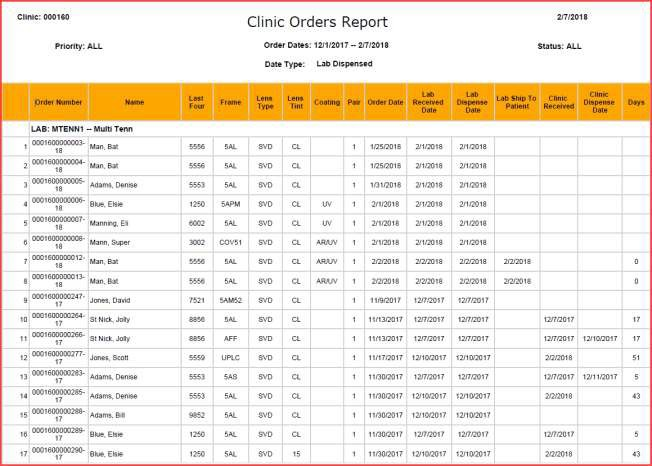 Clinic: 000160
Clinic Orders Report
2/7/2018
Priority: ALL
Order Dates: 12/1/2017 -- 2/7/2018
Status: ALL
Date Type: Lab Dispensed
Order Number Name Last Four Frame Lens Type Lens Tint Coating Pair Order Date Lab Received Date Lab Dispense Date Lab Ship To Patient Clinic Received Clinic Dispense Date Days
LAB: MTENN1 -- Multi Tenn
1 0001600000003-18 Man, Bat 5556 5AL SVD CL 1 1/25/2018 2/1/2018 2/1/2018
2 0001600000004-18 Man, Bat 5556 5AL SVD CL 1 1/25/2018 2/1/2018 2/1/2018
3 0001600000005-18 Adams, Denise 5553 5AL SVD CL 1 1/31/2018 2/1/2018 2/1/2018
4 0001600000006-18 Blue, Elsie 1250 5APM SVD CL UV 1 2/1/2018 2/1/2018 2/1/2018
5 0001600000007-18 Manning, Eli 6002 5AL SVD CL UV 1 2/1/2018 2/1/2018 2/1/2018
6 0001600000008-18 Mann, Super 3002 COV51 SVD CL AR/UV 1 2/1/2018 2/1/2018 2/1/2018
7 0001600000012-18 Man, Bat 5556 5AL SVD CL AR/UV 1 2/2/2018 2/2/2018 2/2/2018 2/2/2018 0
8 0001600000013-18 Man, Bat 5556 5AL SVD CL AR/UV 1 2/2/2018 2/2/2018 2/2/2018 2/2/2018 0
9 0001600000247-17 Jones, David 7521 5AM52 SVD CL 1 11/9/2017 12/7/2017 12/7/2017
10 0001600000264-17 St Nick, Jolly 8856 5AL SVD CL 1 11/13/2017 12/7/2017 12/7/2017 12/7/2017 17
11 0001600000266-17 St Nick, Jolly 8856 AFF SVD CL 1 11/13/2017 12/7/2017 12/7/2017 12/7/2017 12/10/2017 17
12 0001600000277-17 Jones, Scott 5559 UPLC SVD CL 1 11/17/2017 12/10/2017 12/10/2017 2/2/2018 51
13 0001600000283-17 Adams, Denise 5553 5AS SVD CL 1 11/30/2017 12/7/2017 12/7/2017 12/7/2017 12/11/2017 5
14 0001600000285-17 Adams, Denise 5553 5AL SVD CL 1 11/30/2017 12/10/2017 12/10/2017 2/2/2018 43
15 0001600000288-17 Adams, Bill 9852 5AL SVD CL 1 11/30/2017 12/10/2017 12/10/2017
16 0001600000289-17 Blue, Elsie 1250 5AL SVD CL 1 11/30/2017 12/7/2017 12/7/2017 12/7/2017 5
17 0001600000290-17 Blue, Elsie 1250 5AL SVD 15 1 11/30/2017 12/10/2017 12/10/2017 2/2/2018 43